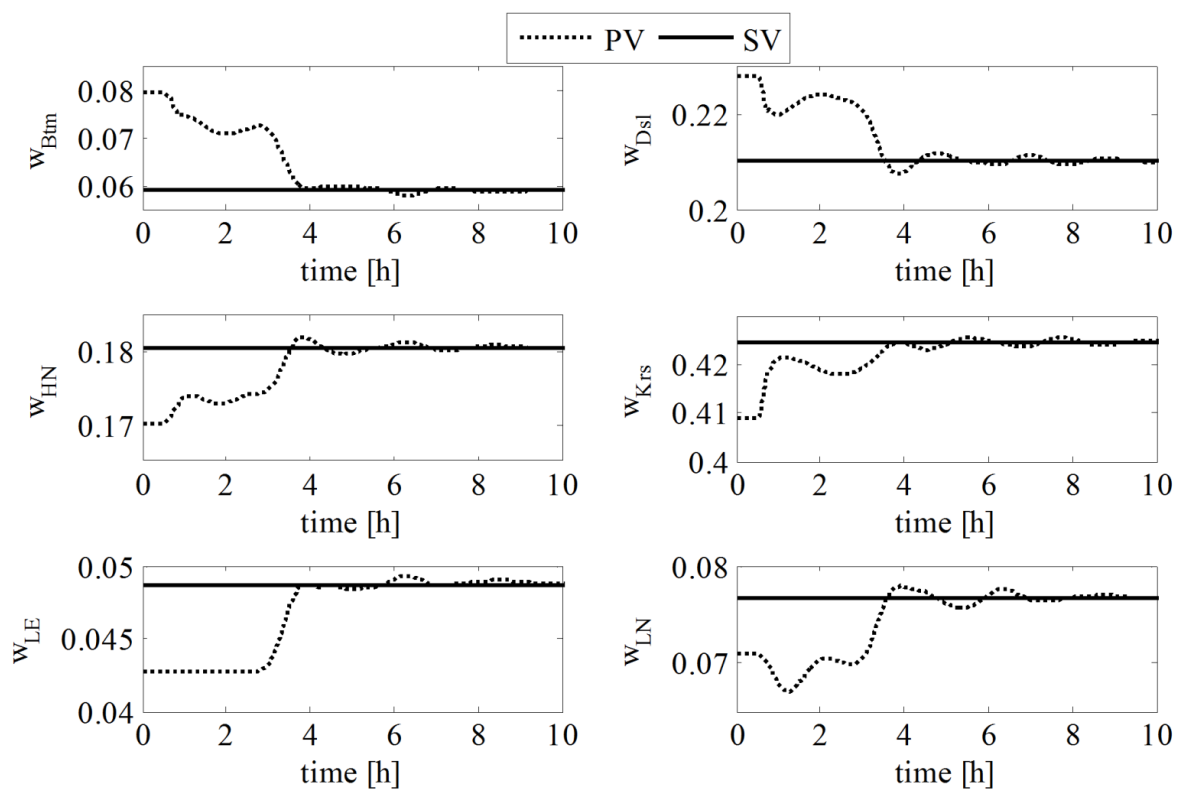 PV SV
w_Btm
0.08
0.07
0.06
0 2 4 6 8 10
time [h]
w_Dsl
0.22
0.2
0 2 4 6 8 10
time [h]
w_HN
0.18
0.17
0 2 4 6 8 10
time [h]
w_Krs
0.42
0.41
0.4
0 2 4 6 8 10
time [h]
w_LE
0.05
0.045
0.04
0 2 4 6 8 10
time [h]
w_LN
0.08
0.07
0 2 4 6 8 10
time [h]